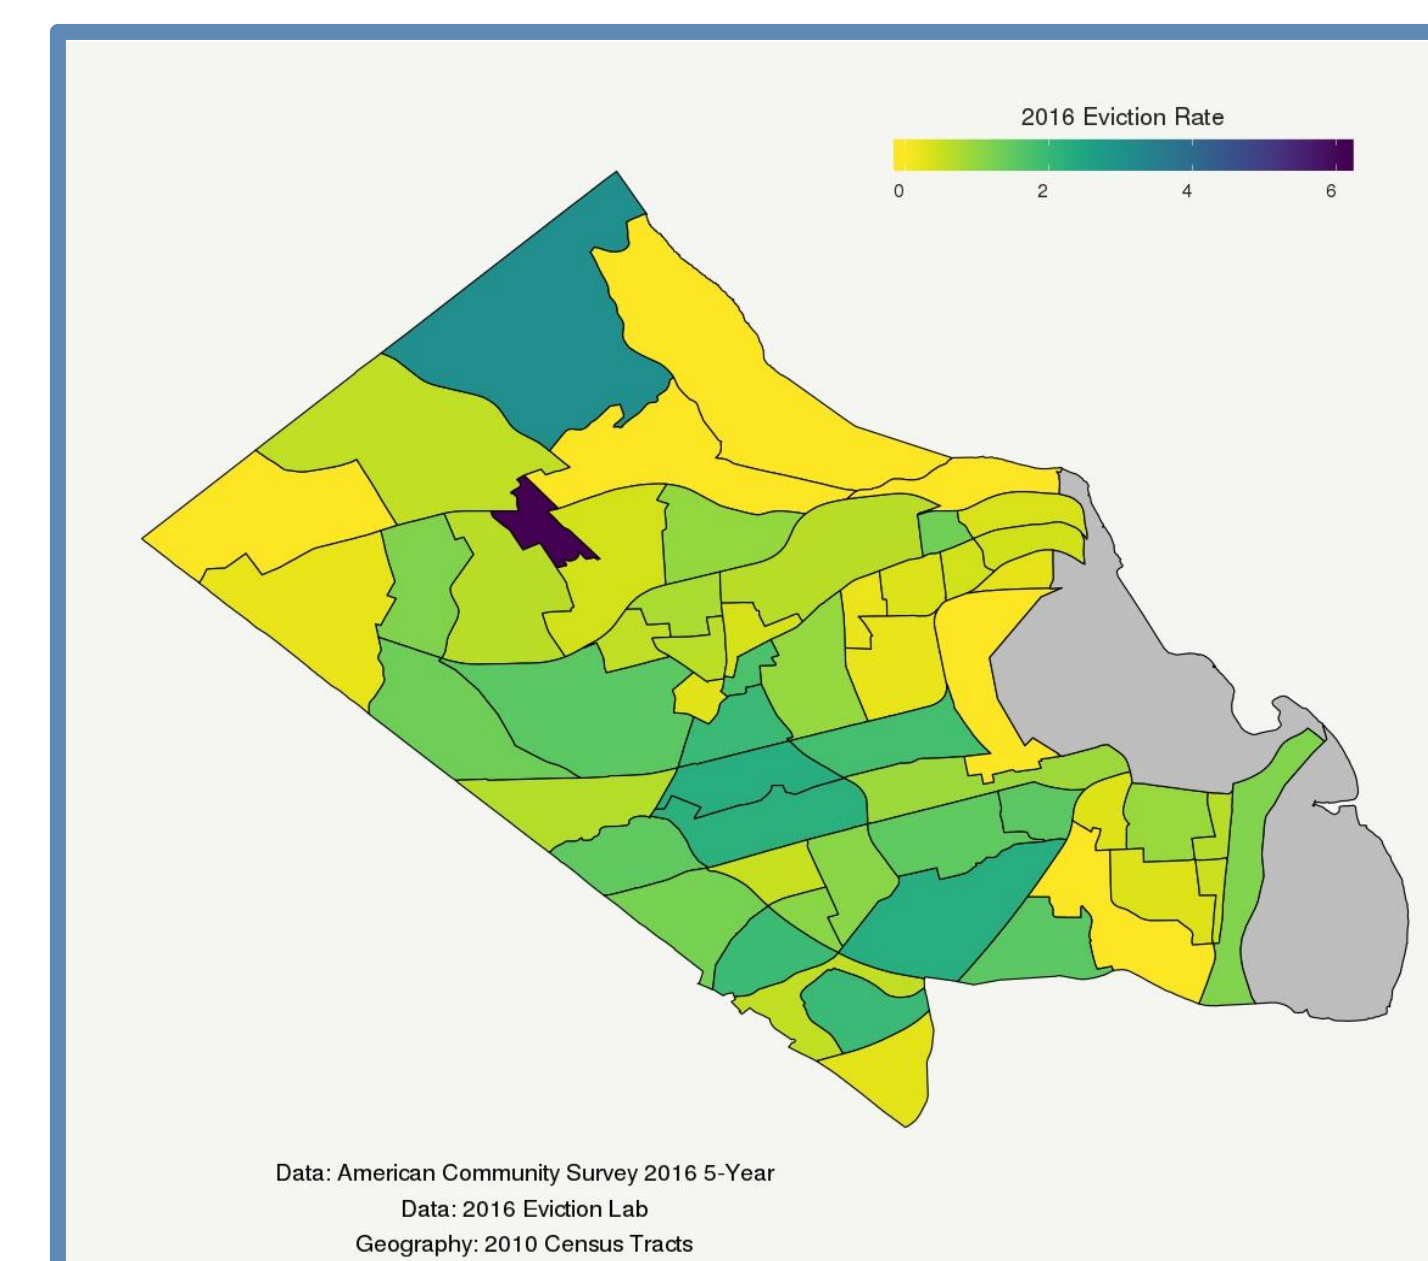 2016 Eviction Rate
0 2 4 6
Data: American Community Survey 2016 5-Year
Data: 2016 Eviction Lab
Geography: 2010 Census Tracts